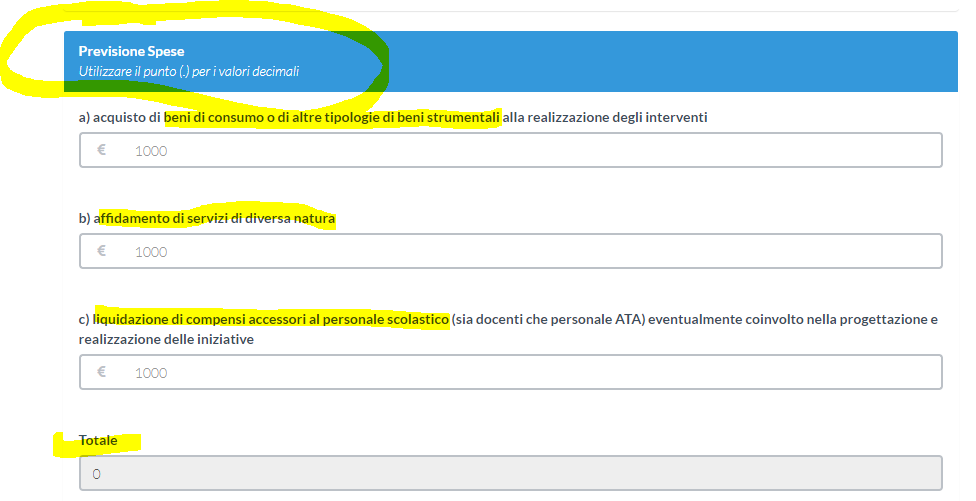 Previsione Spese
Utilizzare il punto (.) per i valori decimali
a) acquisto di beni di consumo o di altre tipologie di beni strumentali alla realizzazione degli interventi
€ 1000
b) affidamento di servizi di diversa natura
€ 1000
c) liquidazione di compensi accessori al personale scolastico (sia docenti che personale ATA) eventualmente coinvolto nella progettazione e
realizzazione delle iniziative
€ 1000
Totale
0